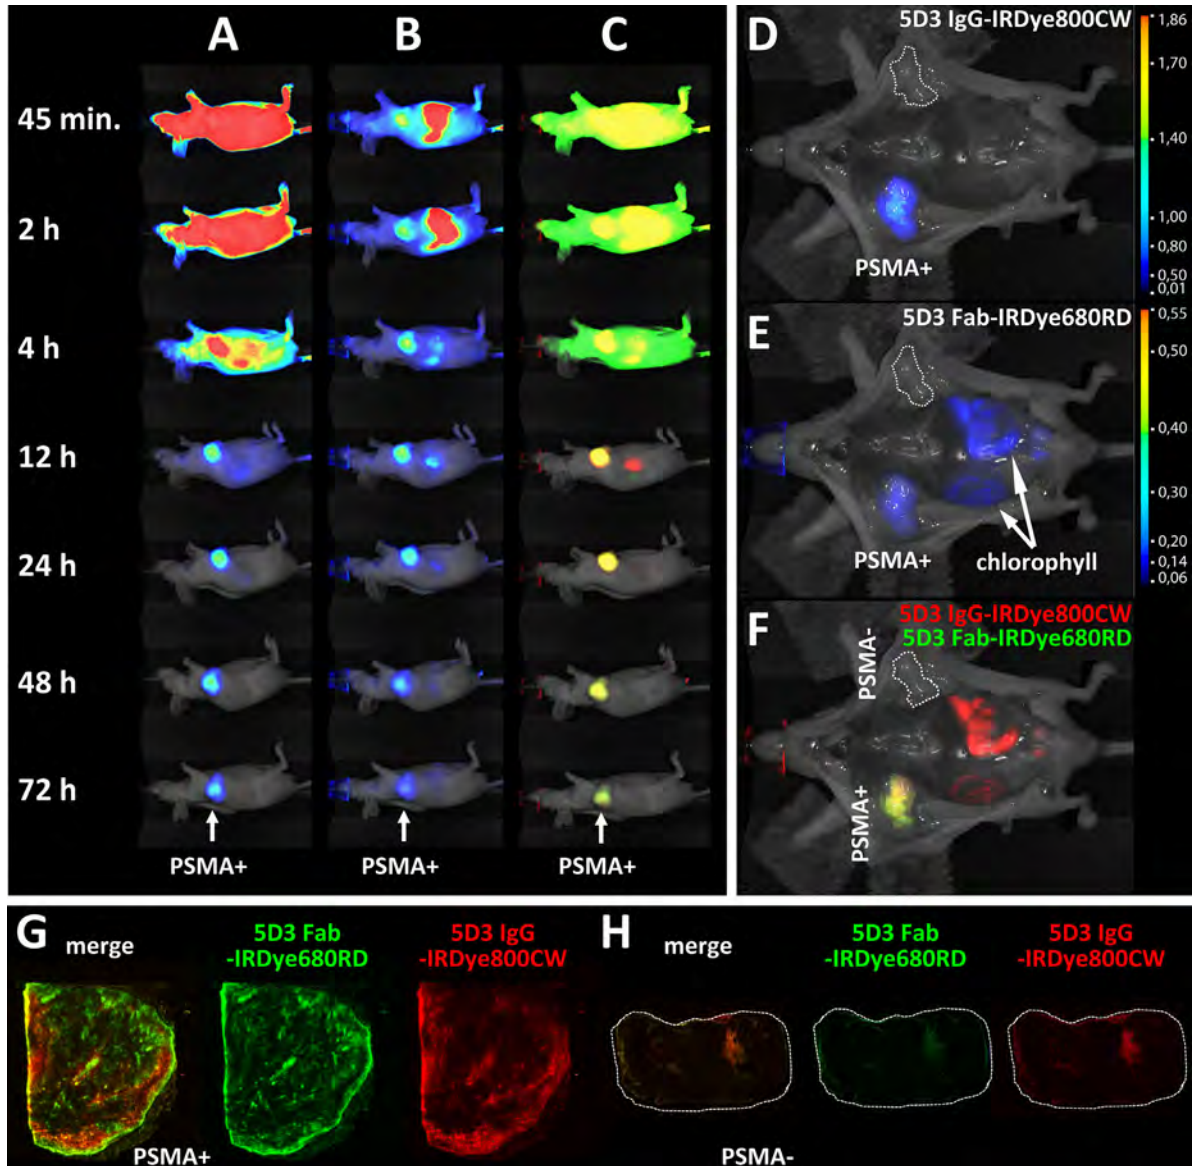 A
B
C
45 min.
2 h
4 h
12 h
24 h
48 h
72 h
PSMA+
PSMA+
PSMA+
D
5D3 IgG-IRDye800CW
PSMA+
1,86
1,70
1,40
1,00
0,80
0,50
0,01
E
5D3 Fab-IRDye680RD
PSMA+
chlorophyll
0,55
0,50
0,40
0,30
0,20
0,14
0,06
F
5D3 IgG-IRDye800CW
5D3 Fab-IRDye680RD
PSMA-
PSMA+
G
merge
5D3 Fab
-IRDye680RD
5D3 IgG
-IRDye800CW
PSMA+
H
merge
5D3 Fab
-IRDye680RD
5D3 IgG
-IRDye800CW
PSMA-